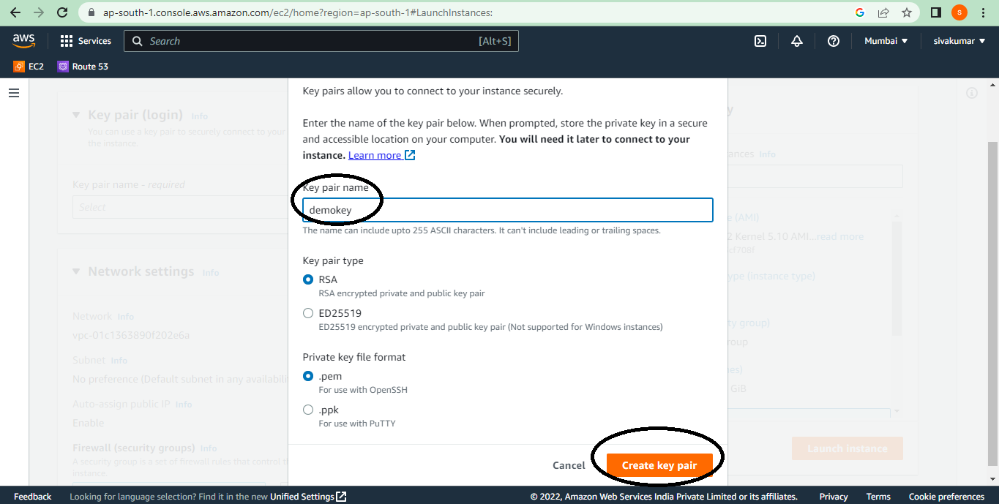 ap-south-1.console.aws.amazon.com/ec2/home?region=ap-south-1#LaunchInstances:
S
aws
Services
Search
[Alt+S]
Mumbai
sivakumar
EC2
Route 53
Key pairs allow you to connect to your instance securely.
Enter the name of the key pair below. When prompted, store the private key in a secure
and accessible location on your computer. You will need it later to connect to your
instance. Learn more
Key pair name
demokey
The name can include upto 255 ASCII characters. It can't include leading or trailing spaces.
Key pair type
RSA
RSA encrypted private and public key pair
ED25519
ED25519 encrypted private and public key pair (Not supported for Windows instances)
Private key file format
.pem
For use with OpenSSH
.ppk
For use with PuTTY
Cancel
Create key pair
Key pair (login) Info
You can use a key pair to securely connect to your
the instance.
Key pair name - required
Select
Network settings Info
Network Info
vpc-01c1363890f202e6a
Subnet Info
No preference (Default subnet in any availabili
Auto-assign public IP Info
Enable
Firewall (security groups) Info
A security group is a set of firewall rules that control th
instance.
y
ances Info
e (AMI)
2 Kernel 5.10 AMI...read more
cf708f
ype (instance type)
ty group)
roup
es)
GiB
Launch instance
Feedback
Looking for language selection? Find it in the new Unified Settings
© 2022, Amazon Web Services India Private Limited or its affiliates.
Privacy
Terms
Cookie preferences